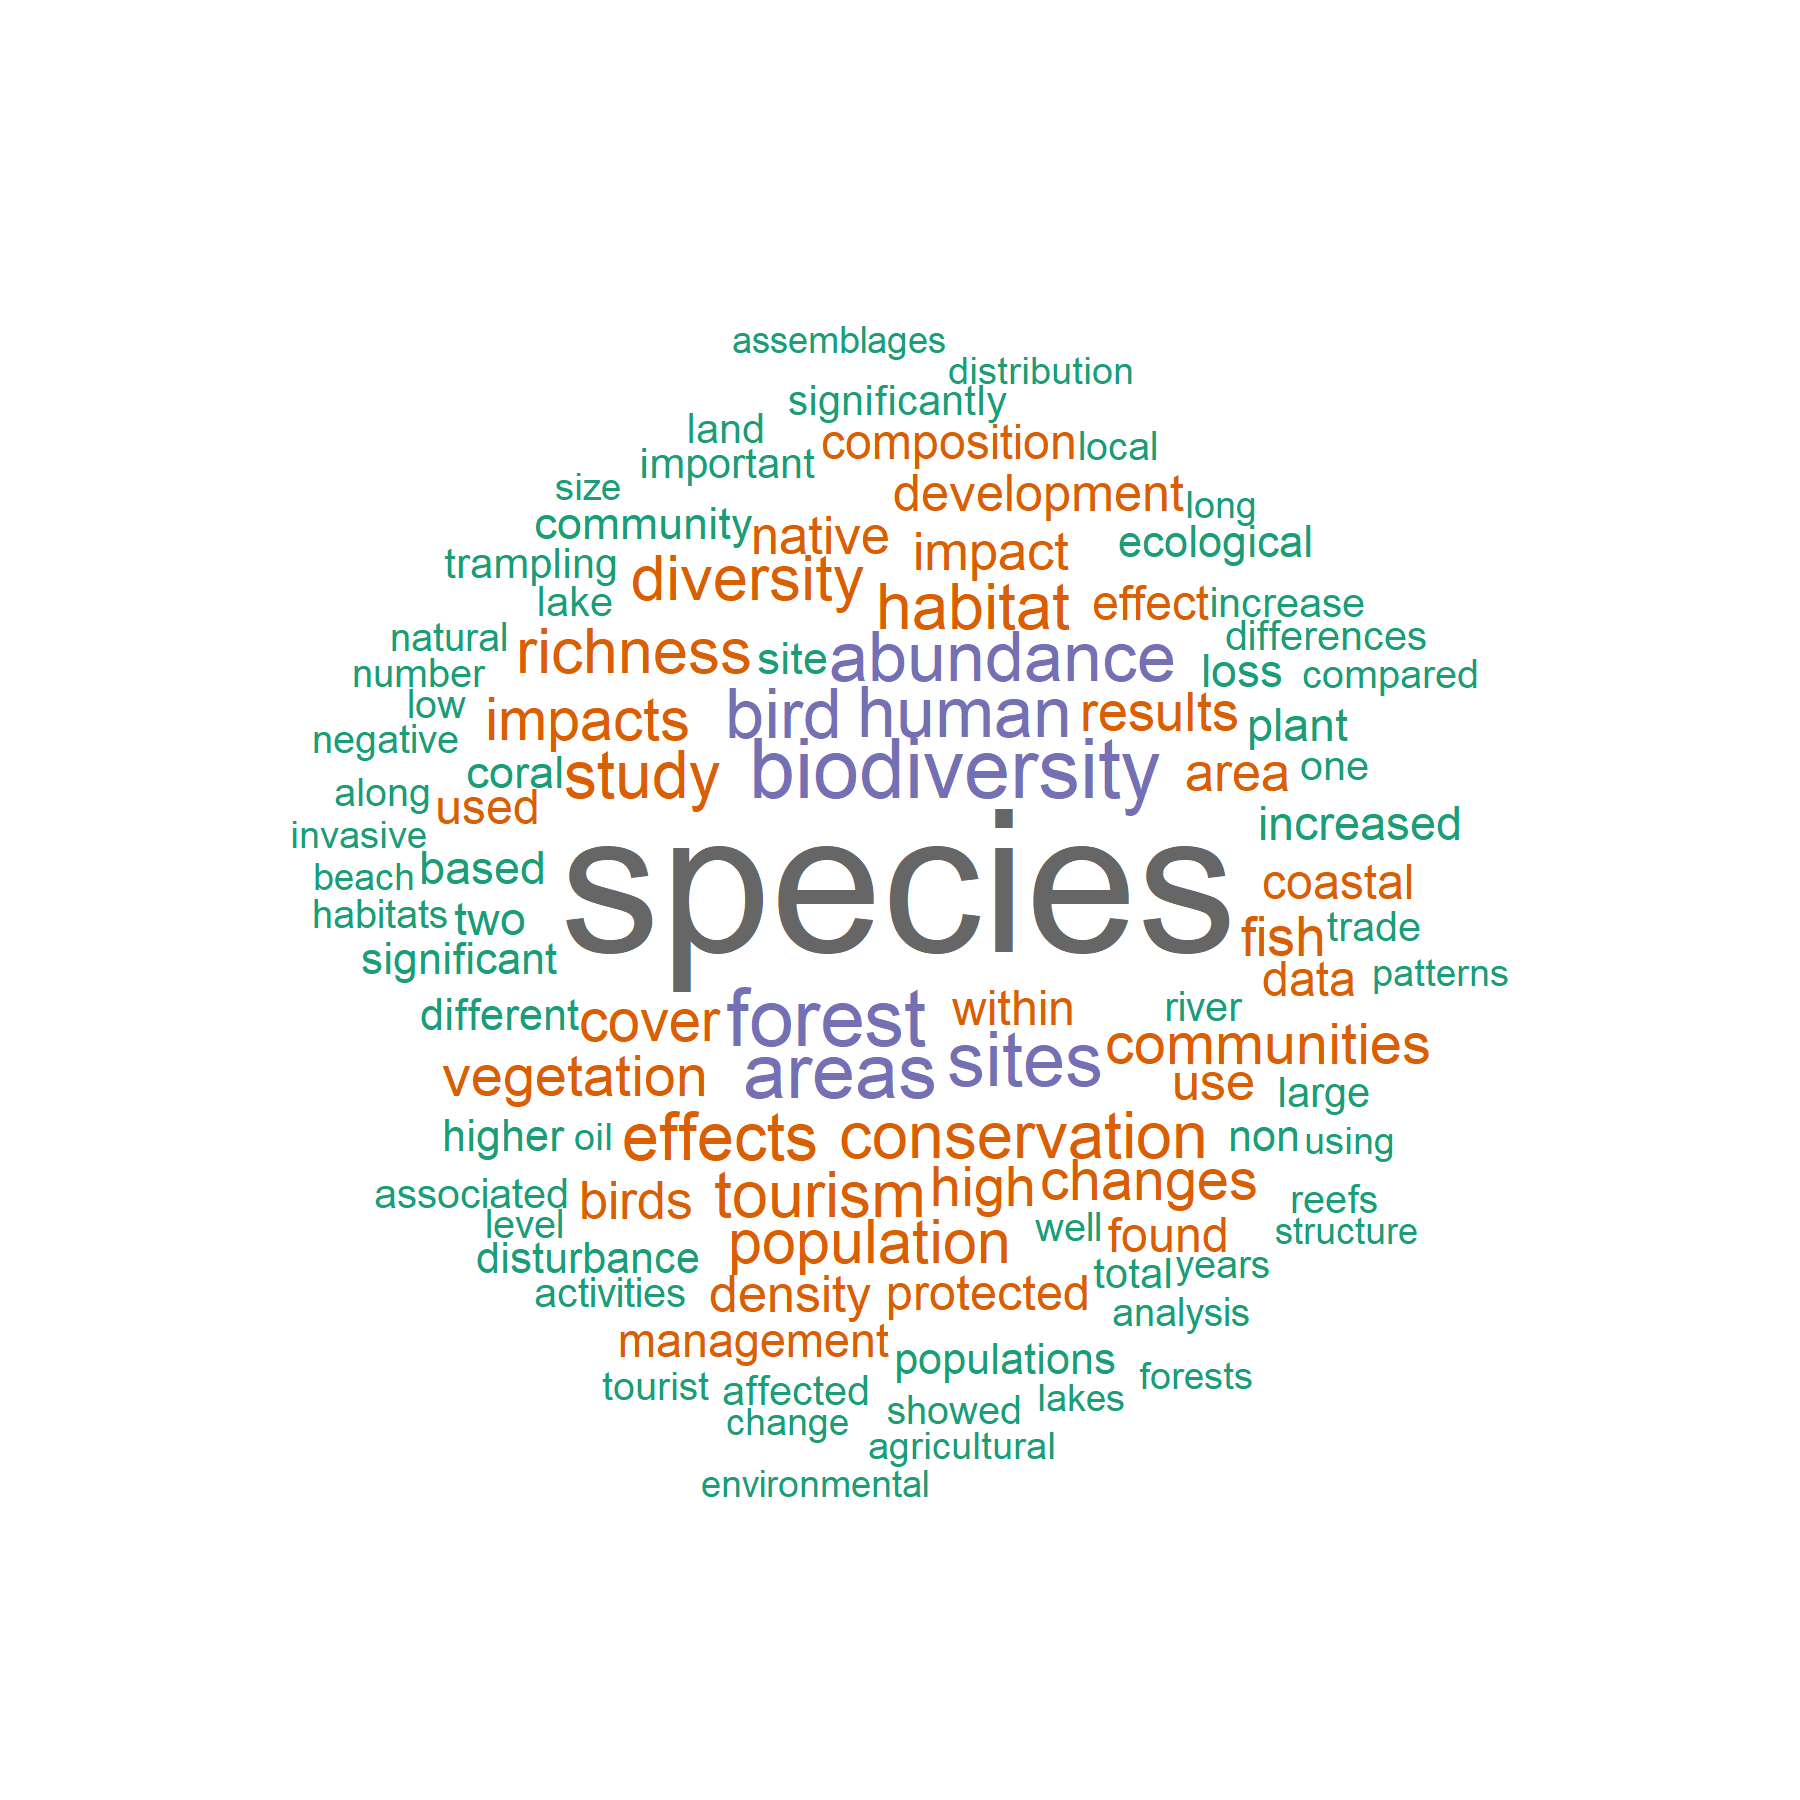 assemblages
distribution
significantly
land
composition local
important
size
development long
community native impact ecological
trampling diversity
lake habitat effect increase
natural richness site abundance differences
number loss compared
low impacts bird human results plant
negative
coral study biodiversity area one
along used
invasive species increased
based
beach coastal
habitats two fish trade
significant data patterns
different cover forest within river
vegetation areas sites communities
use large
higher oil effects conservation non using
associated birds tourism high changes reefs
level population well found structure
disturbance total years
activities density protected analysis
management populations
tourist affected lakes forests
change showed
agricultural
environmental